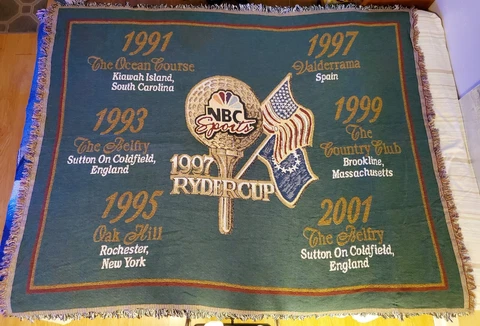 1991
The Ocean Course
Kiawah Island,
South Carolina
1993
The Belfry
Sutton On Coldfield,
England
1995
Oak Hill
Rochester,
New York
NBC
Sports
1997
RYDER CUP
1997
Valderrama
Spain
1999
The
Country Club
Brookline,
Massachusetts
2001
The Belfry
Sutton On Coldfield,
England